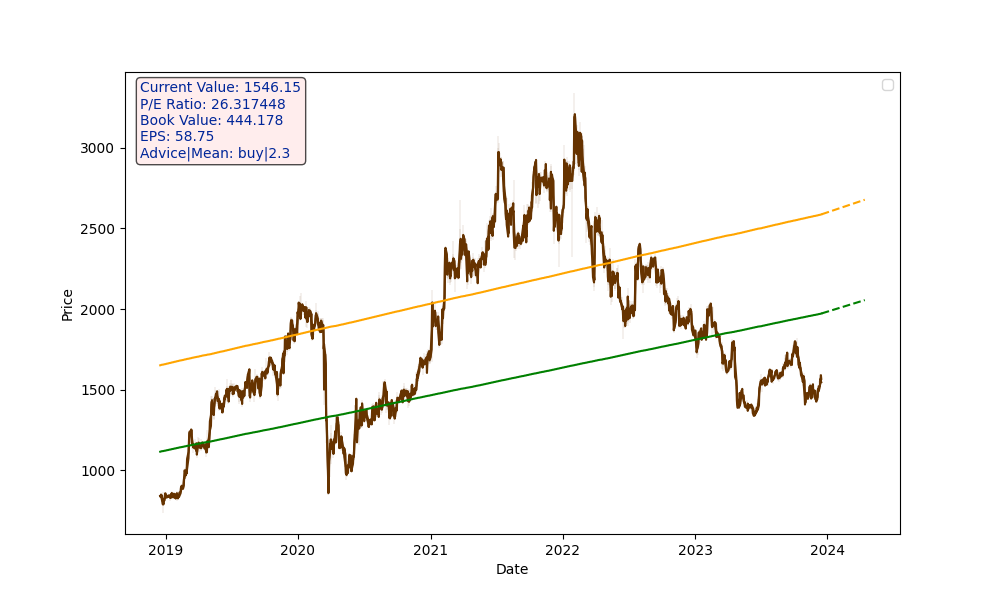 Current Value: 1546.15
P/E Ratio: 26.317448
Book Value: 444.178
EPS: 58.75
Advice|Mean: buy|2.3
3000
2500
2000
1500
1000
Price
2019 2020 2021 2022 2023 2024
Date